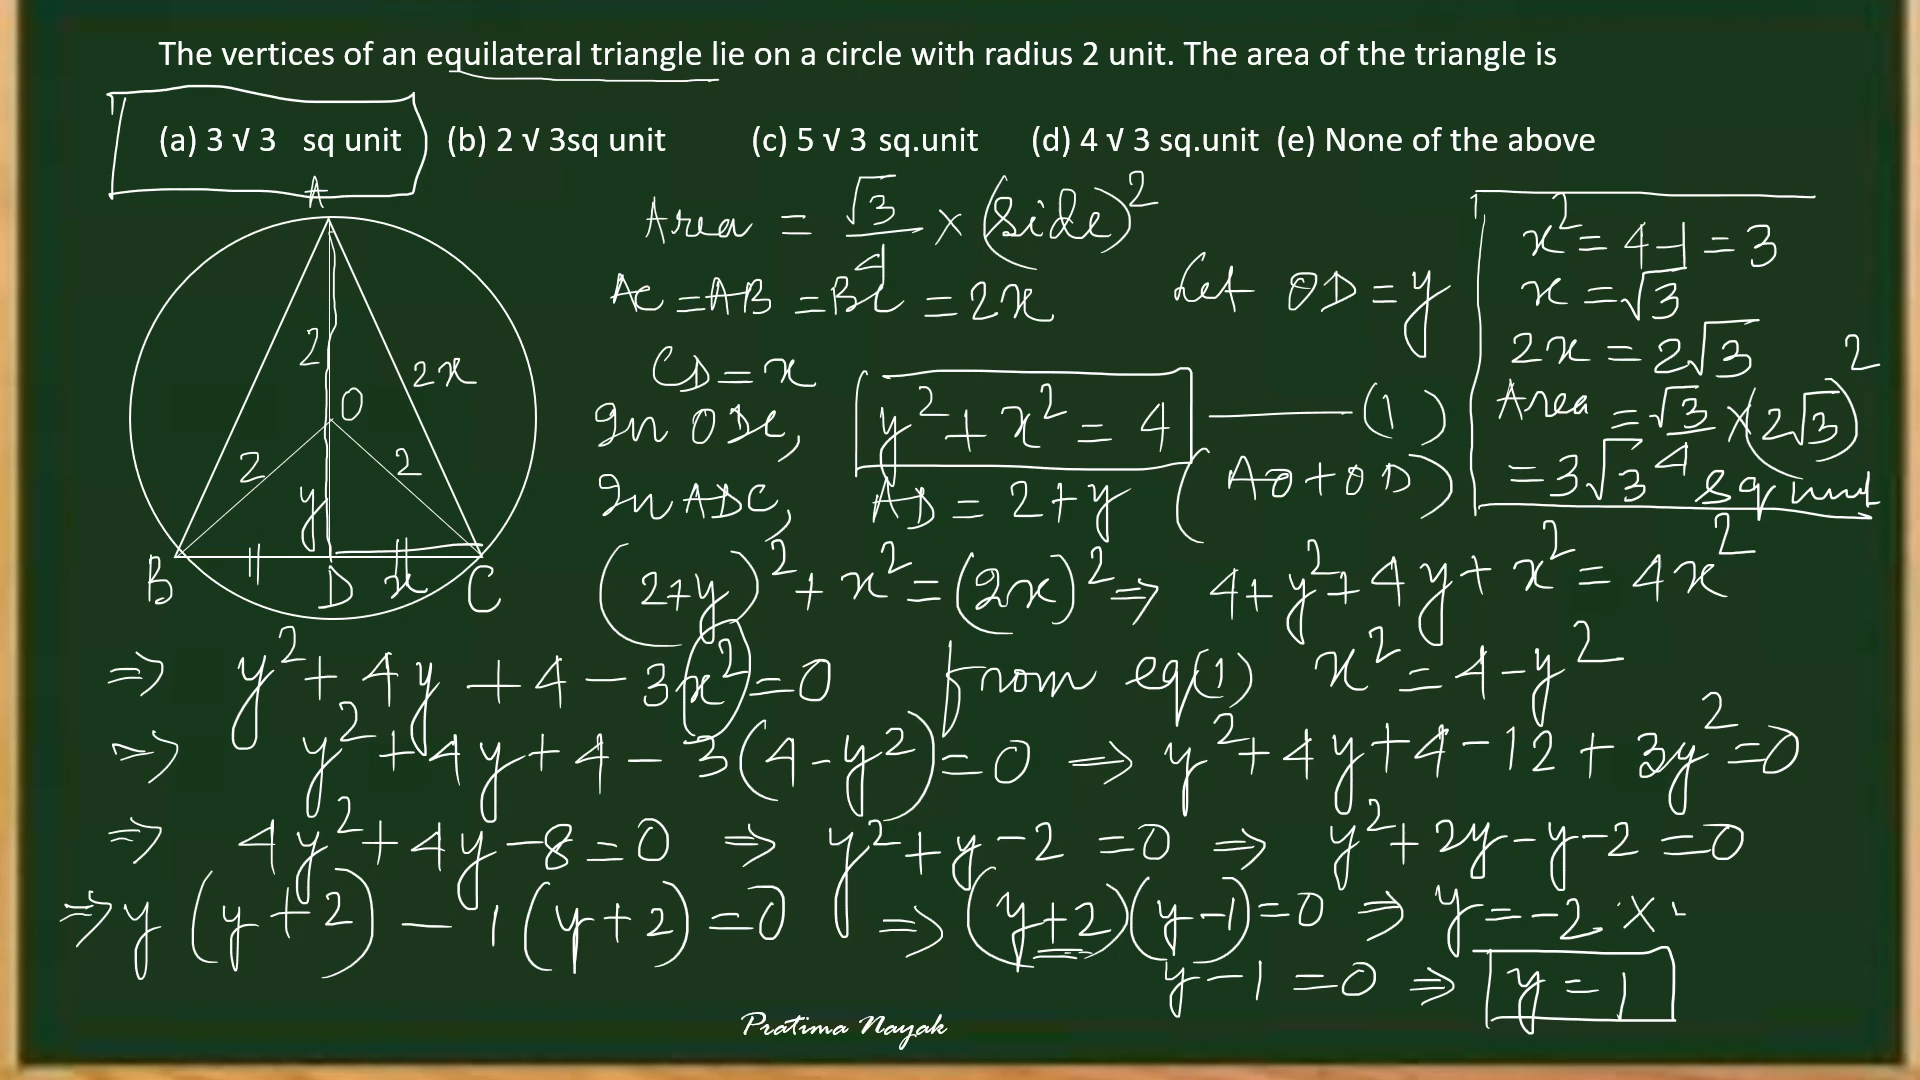 The vertices of an equilateral triangle lie on a circle with radius 2 unit. The area of the triangle is
(a) 3 √ 3 sq unit (b) 2 √ 3sq unit (c) 5 √ 3 sq.unit (d) 4 √ 3 sq.unit (e) None of the above
A
2
2x
O
2
2
y
B
D
x
C
Area = √3/4 × (side)²
AC = AB = BC = 2x
Let OD = y
CD = x
In ODC, y² + x² = 4 (1)
In ADC, AD = 2 + y (AO + OD)
x² = 4-1 = 3
x = √3
2x = 2√3
Area = √3/4 × (2√3)²
= 3√3 sq unit
(2+y)² + x² = (2x)² ⇒ 4 + y² + 4y + x² = 4x²
⇒ y² + 4y + 4 - 3x² = 0 from eq(1) x² = 4 - y²
⇒ y² + 4y + 4 - 3(4 - y²) = 0 ⇒ y² + 4y + 4 - 12 + 3y² = 0
⇒ 4y² + 4y - 8 = 0 ⇒ y² + y - 2 = 0 ⇒ y² + 2y - y - 2 = 0
⇒ y (y + 2) - 1 (y + 2) = 0 ⇒ (y+2)(y-1) = 0 ⇒ y = -2 ×
y - 1 = 0 ⇒ y = 1
Pratima Nayak